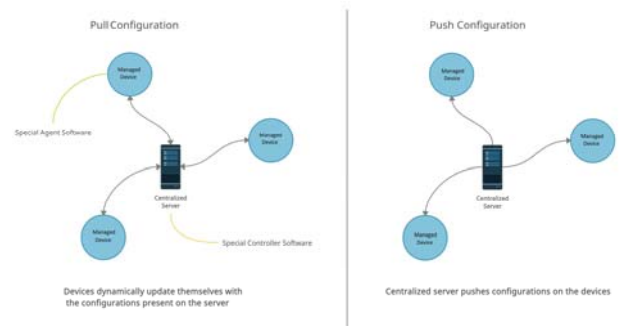 Pull Configuration
Managed
Device
Special Agent Software
Managed
Device
Centralized
Server
Managed
Device
Special Controller Software
Devices dynamically update themselves with
the configurations present on the server
Push Configuration
Managed
Device
Managed
Device
Centralized
Server
Managed
Device
Centralized server pushes configurations on the devices